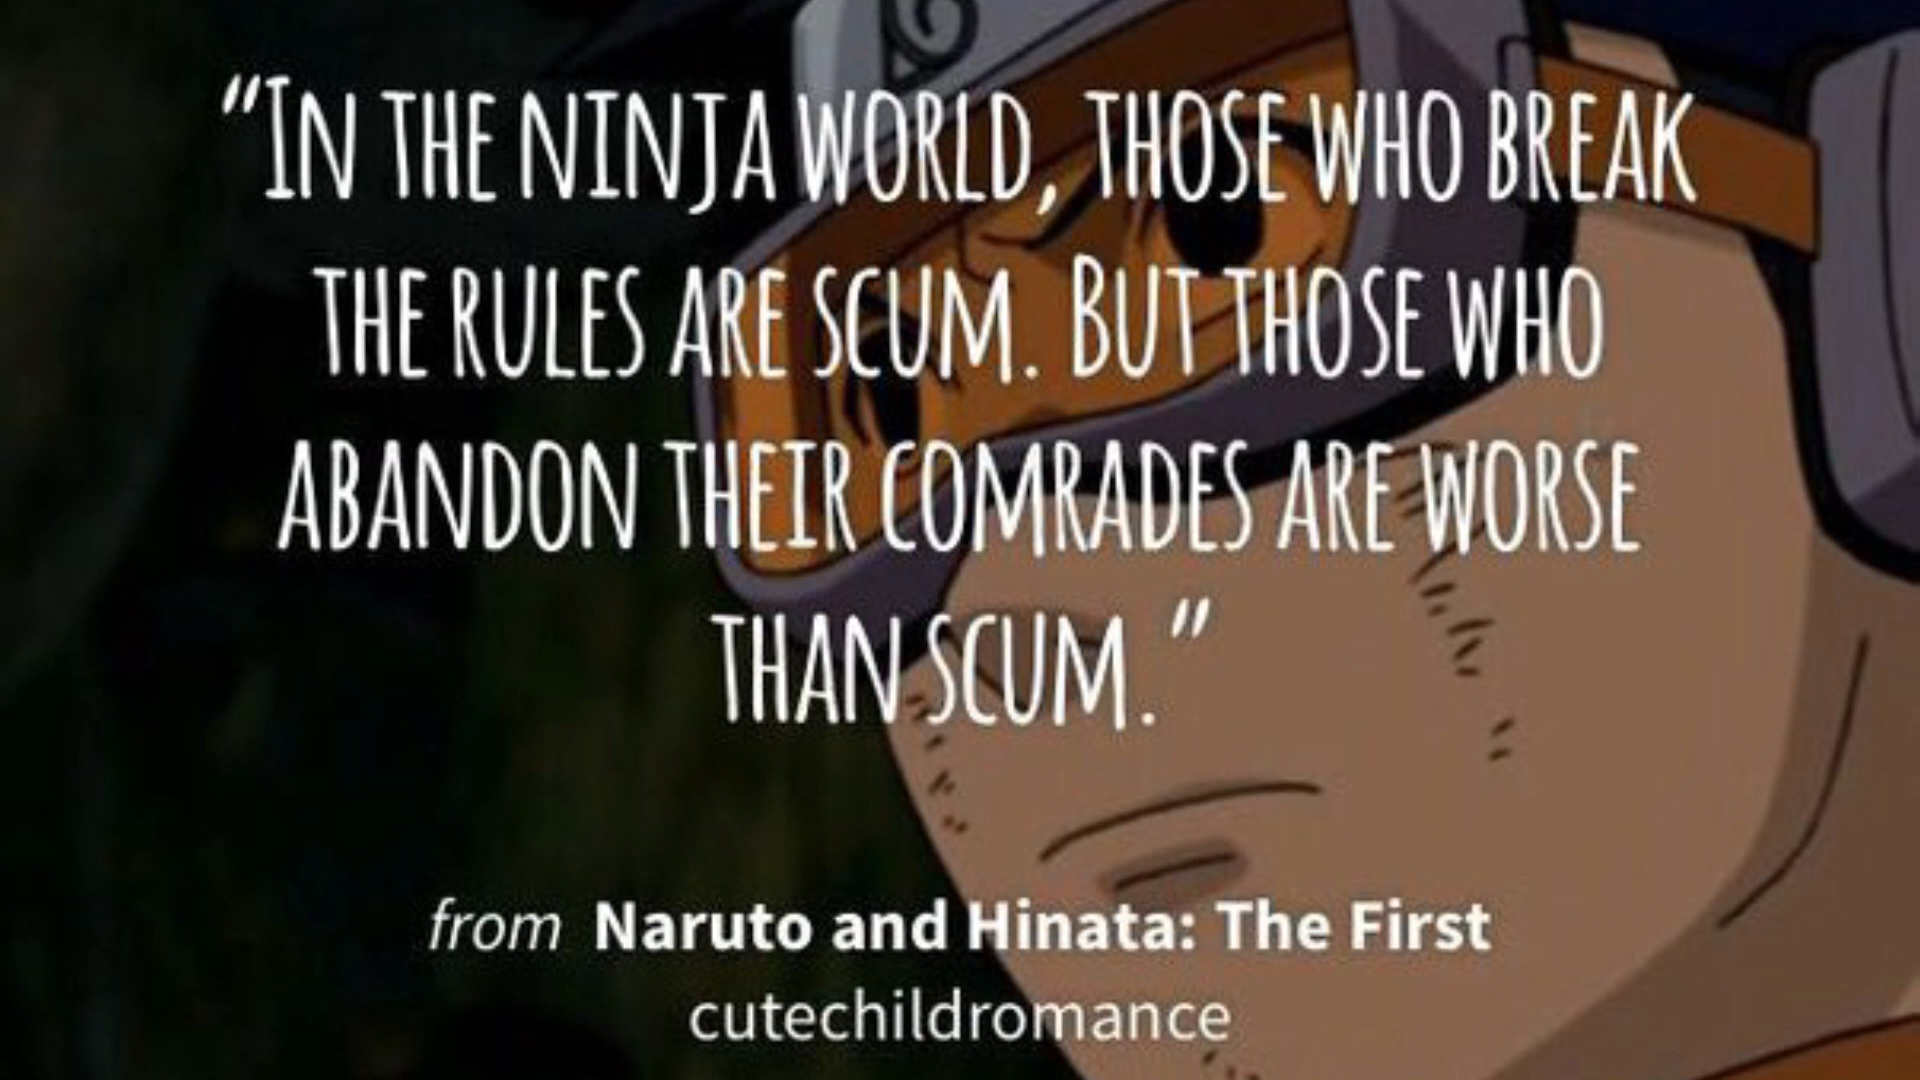 “In the ninja world, those who break
the rules are scum. But those who
abandon their comrades are worse
than scum.”
from Naruto and Hinata: The First
cutechildromance